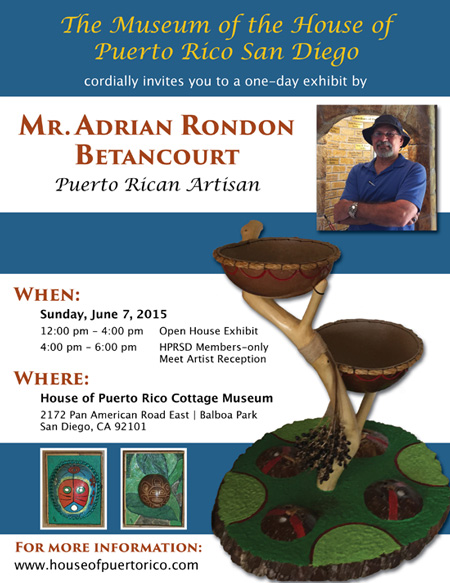 The Museum of the House of
Puerto Rico San Diego
cordially invites you to a one-day exhibit by
Mr. Adrian Rondon
Betancourt
Puerto Rican Artisan
When:
Sunday, June 7, 2015
12:00 pm – 4:00 pm Open House Exhibit
4:00 pm – 6:00 pm HPRSD Members-only
Meet Artist Reception
Where:
House of Puerto Rico Cottage Museum
2172 Pan American Road East | Balboa Park
San Diego, CA 92101
For more information:
www.houseofpuertorico.com